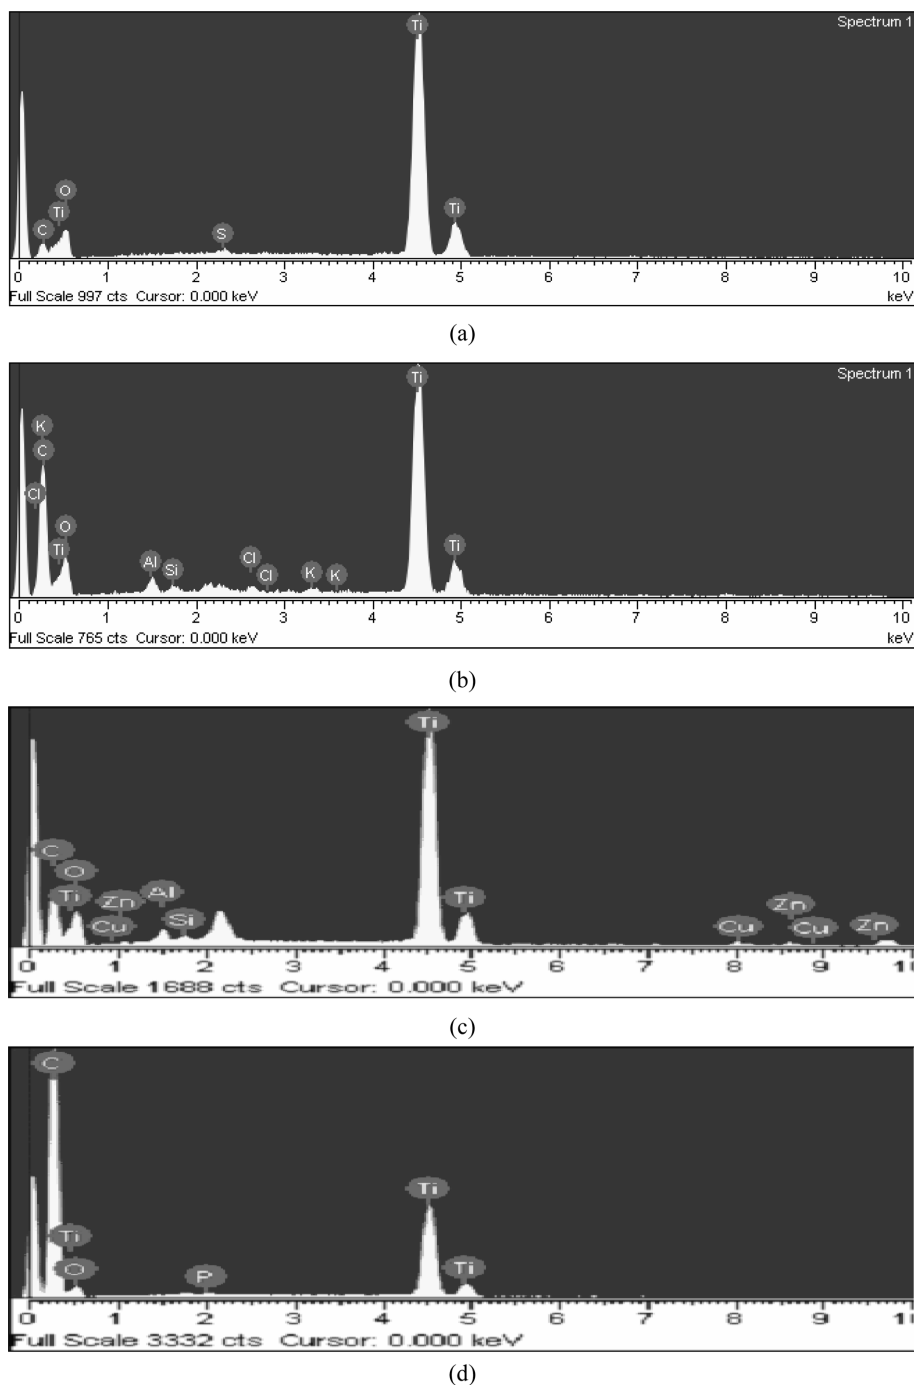 Ti
Spectrum 1
O
Ti
C
S
Ti
0 1 2 3 4 5 6 7 8 9 10
Full Scale 997 cts Cursor: 0.000 keV keV
(a)
Ti
Spectrum 1
K
C
Cl
O
Ti
Al
Si
Cl
Cl
K
K
Ti
0 1 2 3 4 5 6 7 8 9 10
Full Scale 765 cts Cursor: 0.000 keV keV
(b)
Ti
C
O
Ti
Zn
Cu
Al
Si
Ti
Cu
Zn
Cu
Zn
0 1 2 3 4 5 6 7 8 9 1
Full Scale 1688 cts Cursor: 0.000 keV
(c)
C
Ti
O
P
Ti
Ti
0 1 2 3 4 5 6 7 8 9 1
Full Scale 3332 cts Cursor: 0.000 keV
(d)